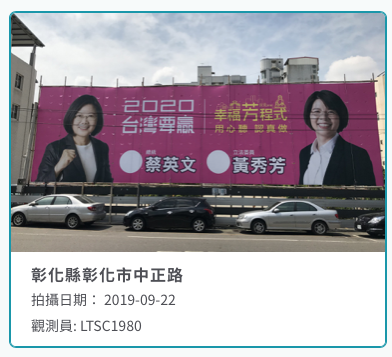 2020
台灣要贏
幸福芳程式
用心聽 認真做
總統
蔡英文
立法委員
黃秀芳
彰化縣彰化市中正路
拍攝日期： 2019-09-22
觀測員: LTSC1980